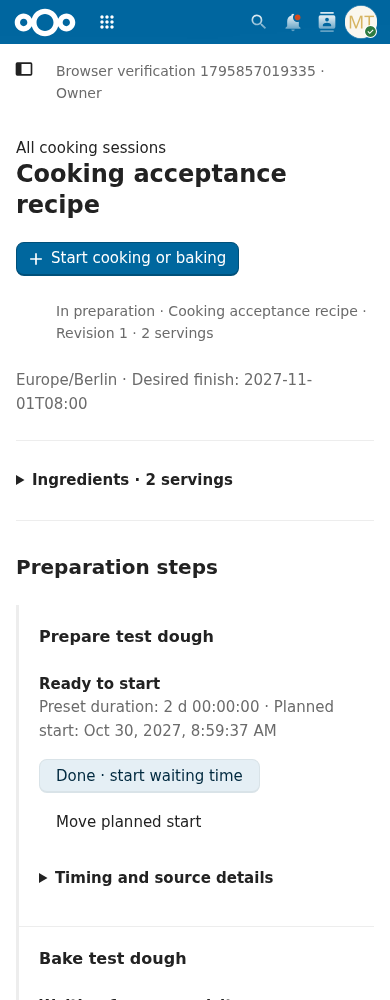 MT
Browser verification 1795857019335 ·
Owner
All cooking sessions
Cooking acceptance
recipe
Start cooking or baking
In preparation · Cooking acceptance recipe ·
Revision 1 · 2 servings
Europe/Berlin · Desired finish: 2027-11-
01T08:00
Ingredients · 2 servings
Preparation steps
Prepare test dough
Ready to start
Preset duration: 2 d 00:00:00 · Planned
start: Oct 30, 2027, 8:59:37 AM
Done · start waiting time
Move planned start
Timing and source details
Bake test dough